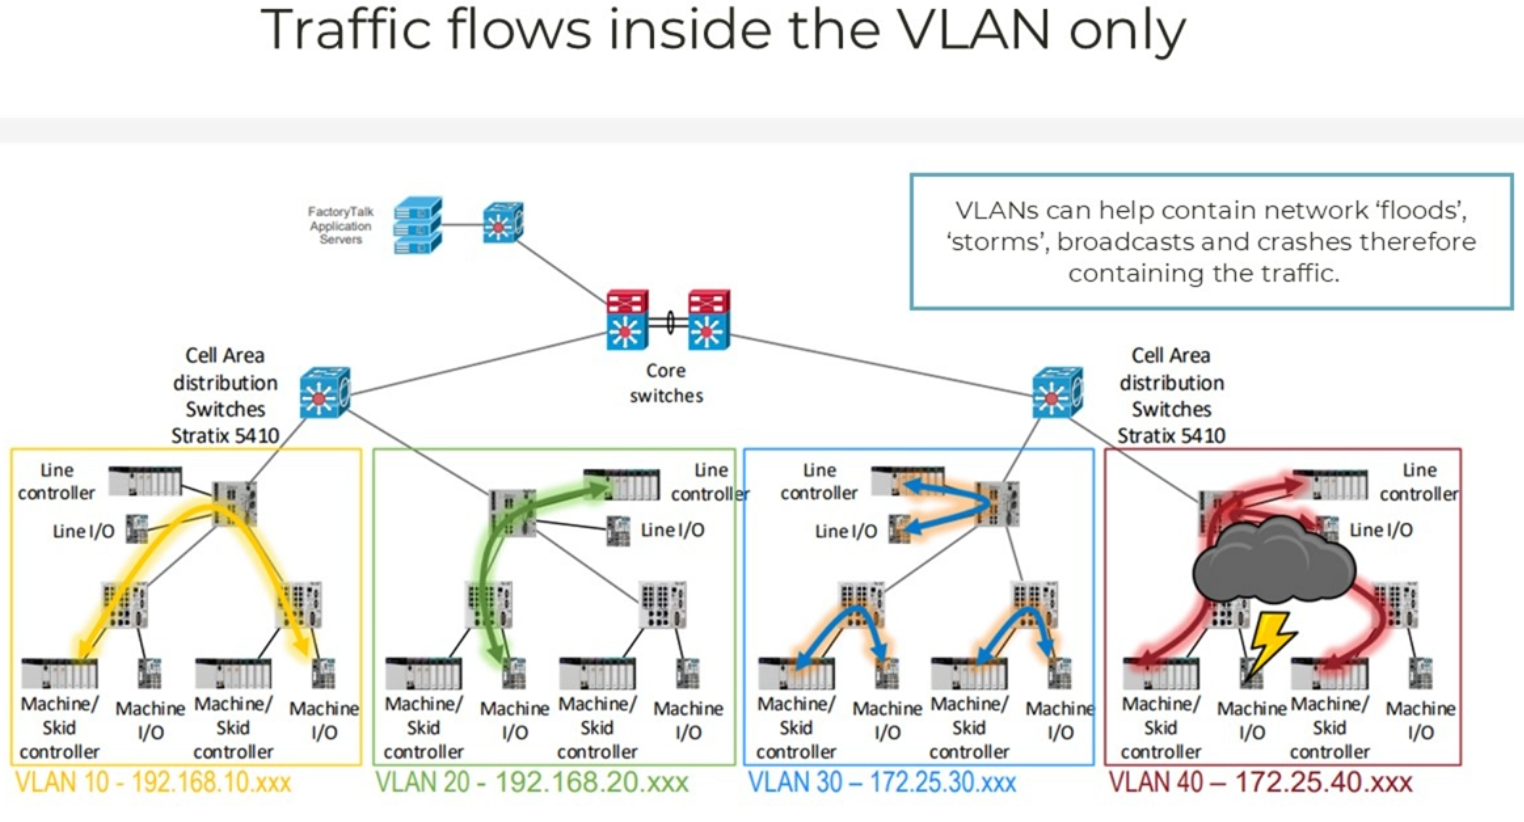 Traffic flows inside the VLAN only
VLANs can help contain network ‘floods’,
‘storms’, broadcasts and crashes therefore
containing the traffic.
FactoryTalk
Application
Servers
Core
switches
Cell Area
distribution
Switches
Stratix 5410
Cell Area
distribution
Switches
Stratix 5410
Line
controller
Line I/O
Machine/
Skid
controller
Machine
I/O
Machine/
Skid
controller
Machine
I/O
VLAN 10 - 192.168.10.xxx
Line
controller
Line I/O
Machine/
Skid
controller
Machine
I/O
Machine/
Skid
controller
Machine
I/O
VLAN 20 - 192.168.20.xxx
Line
controller
Line I/O
Machine/
Skid
controller
Machine
I/O
Machine/
Skid
controller
Machine
I/O
VLAN 30 – 172.25.30.xxx
Line
controller
Line I/O
Machine/
Skid
controller
Machine
I/O
Machine/
Skid
controller
Machine
I/O
VLAN 40 – 172.25.40.xxx